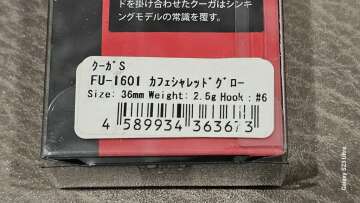 ドを掛け合わせたクーガはシンキ
ングモデルの常識を覆す。
クーガS
FU-1601 カフェシャレッドグロー
Size: 36mm Weight: 2.5g Hook : #6
4 589934 363673
Galaxy S23 Ultra